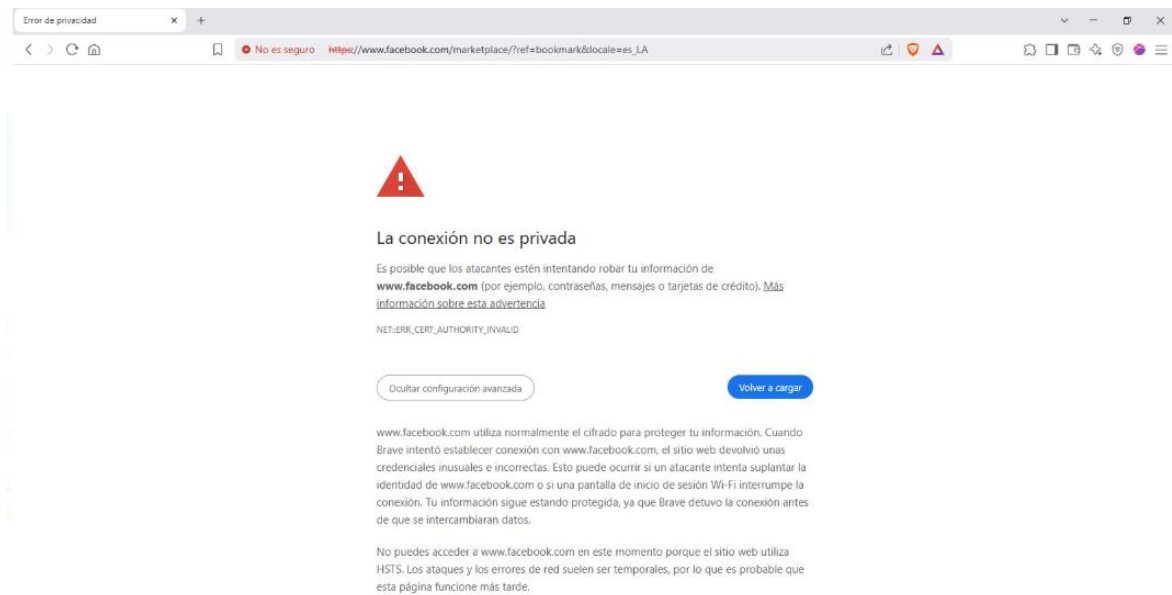 Error de privacidad
No es seguro https://www.facebook.com/marketplace/?ref=bookmark&locale=es_LA
La conexión no es privada
Es posible que los atacantes estén intentando robar tu información de
www.facebook.com (por ejemplo, contraseñas, mensajes o tarjetas de crédito). Más
información sobre esta advertencia
NET::ERR_CERT_AUTHORITY_INVALID
Ocultar configuración avanzada
Volver a cargar
www.facebook.com utiliza normalmente el cifrado para proteger tu información. Cuando
Brave intentó establecer conexión con www.facebook.com, el sitio web devolvió unas
credenciales inusuales e incorrectas. Esto puede ocurrir si un atacante intenta suplantar la
identidad de www.facebook.com o si una pantalla de inicio de sesión Wi-Fi interrumpe la
conexión. Tu información sigue estando protegida, ya que Brave detuvo la conexión antes
de que se intercambiaran datos.
No puedes acceder a www.facebook.com en este momento porque el sitio web utiliza
HSTS. Los ataques y los errores de red suelen ser temporales, por lo que es probable que
esta página funcione más tarde.